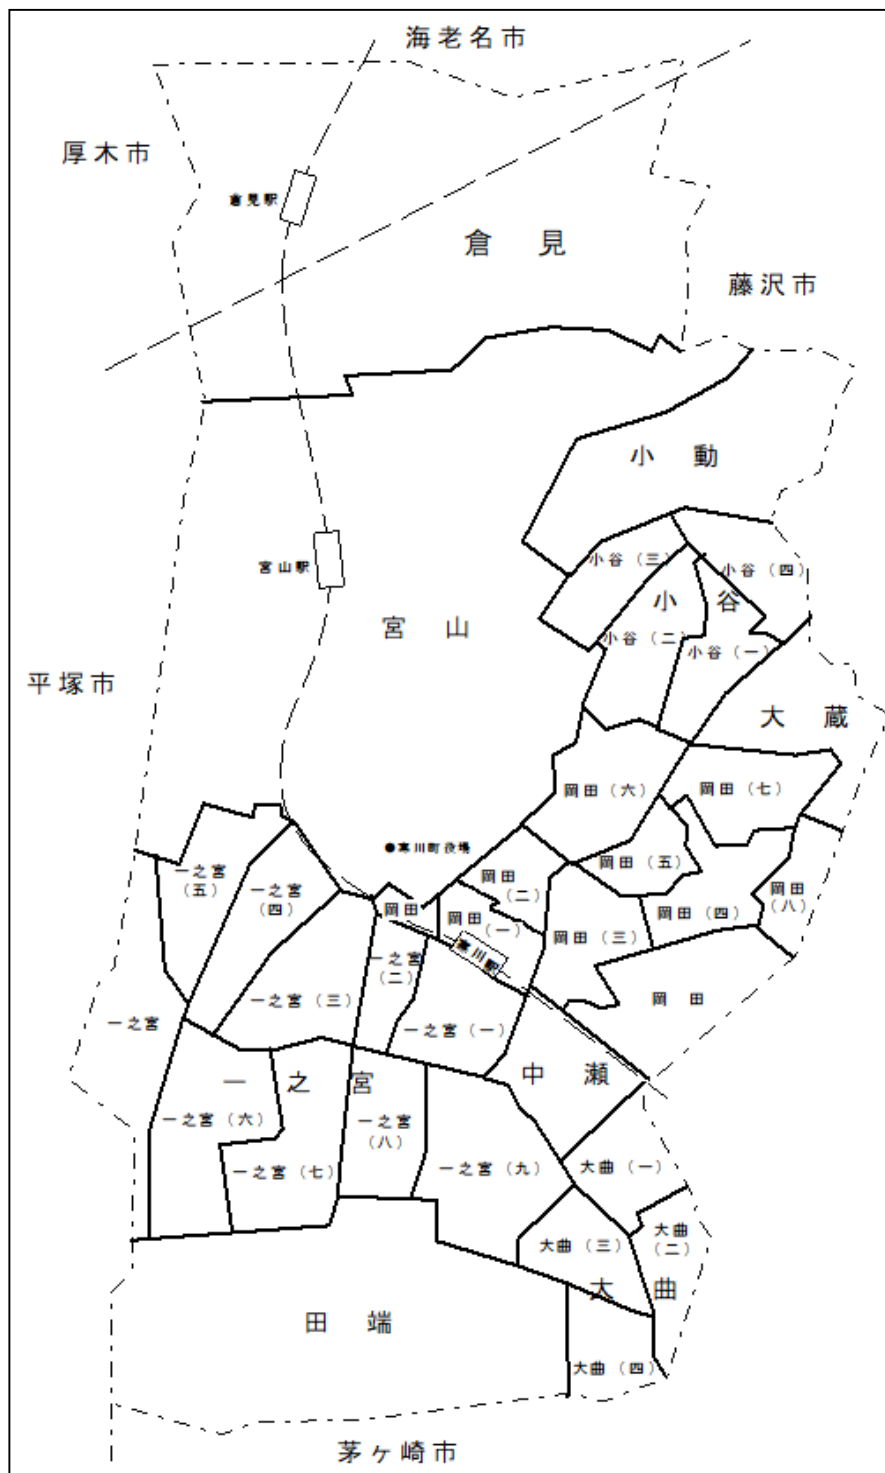 海老名市
厚木市
倉見駅
倉見
藤沢市
小動
宮山駅
小谷（三）
小谷（四）
小谷
宮山
小谷（二）
小谷（一）
平塚市
大蔵
岡田（六）
岡田（七）
●寒川町役場
岡田（五）
一之宮
（五）
一之宮
（四）
岡田
（二）
岡田
（八）
岡田
岡田（一）
岡田（四）
岡田（三）
寒川駅
一之宮
（二）
一之宮（三）
岡田
一之宮
一之宮（一）
中瀬
一之宮
一之宮（六）
一之宮
（八）
一之宮（七）
一之宮（九）
大曲（一）
大曲
（二）
大曲（三）
大曲
田端
大曲（四）
茅ヶ崎市